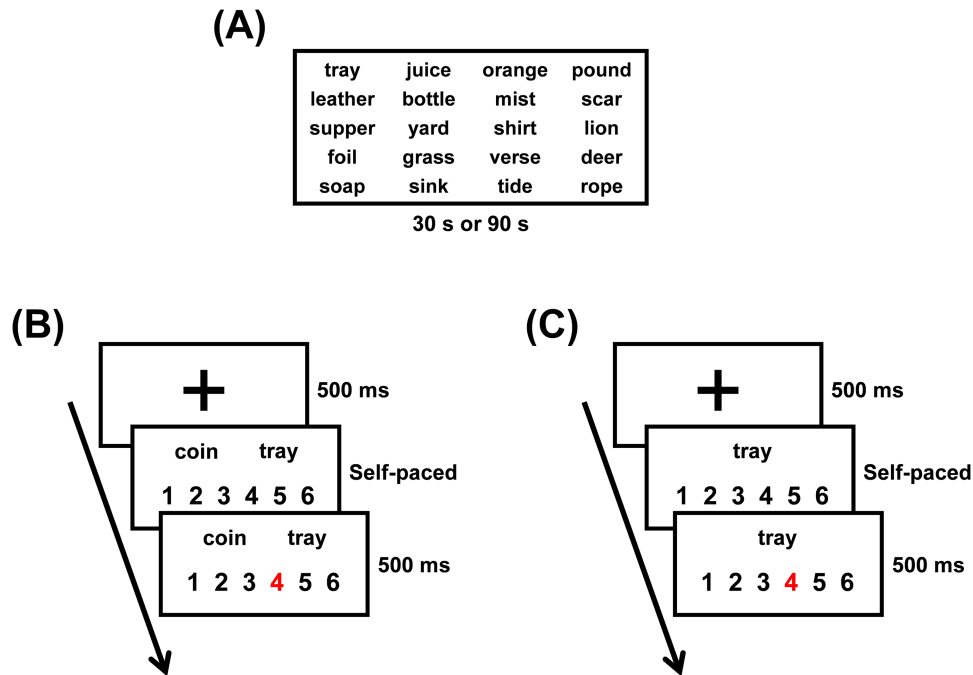 (A)
tray juice orange pound
leather bottle mist scar
supper yard shirt lion
foil grass verse deer
soap sink tide rope
30 s or 90 s
(B)
500 ms
coin tray
1 2 3 4 5 6
Self-paced
coin tray
1 2 3 4 5 6
500 ms
(C)
500 ms
tray
1 2 3 4 5 6
Self-paced
tray
1 2 3 4 5 6
500 ms